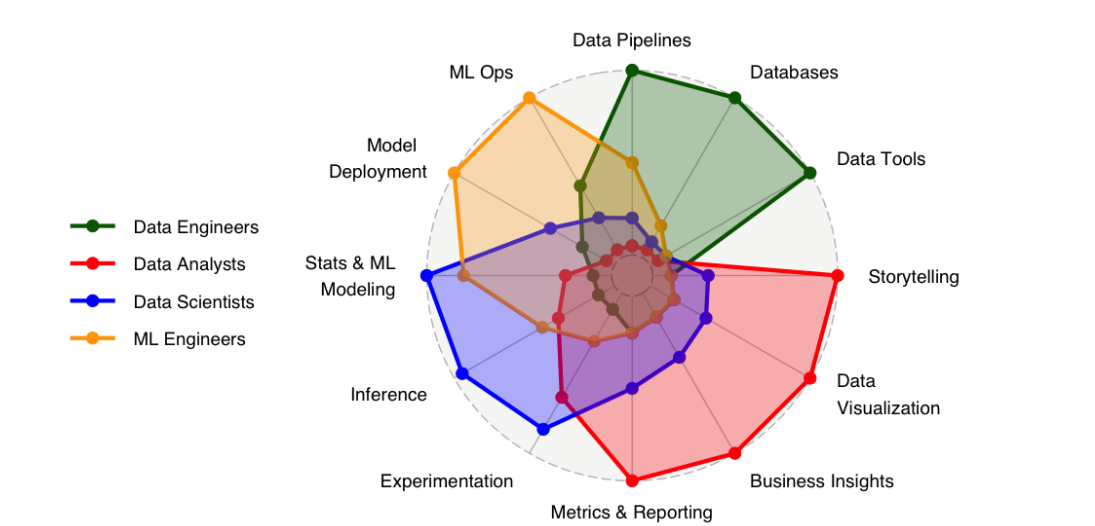 Data Pipelines
ML Ops
Databases
Model
Deployment
Data Tools
Data Engineers
Data Analysts
Data Scientists
ML Engineers
Stats & ML
Modeling
Storytelling
Inference
Data
Visualization
Experimentation
Business Insights
Metrics & Reporting